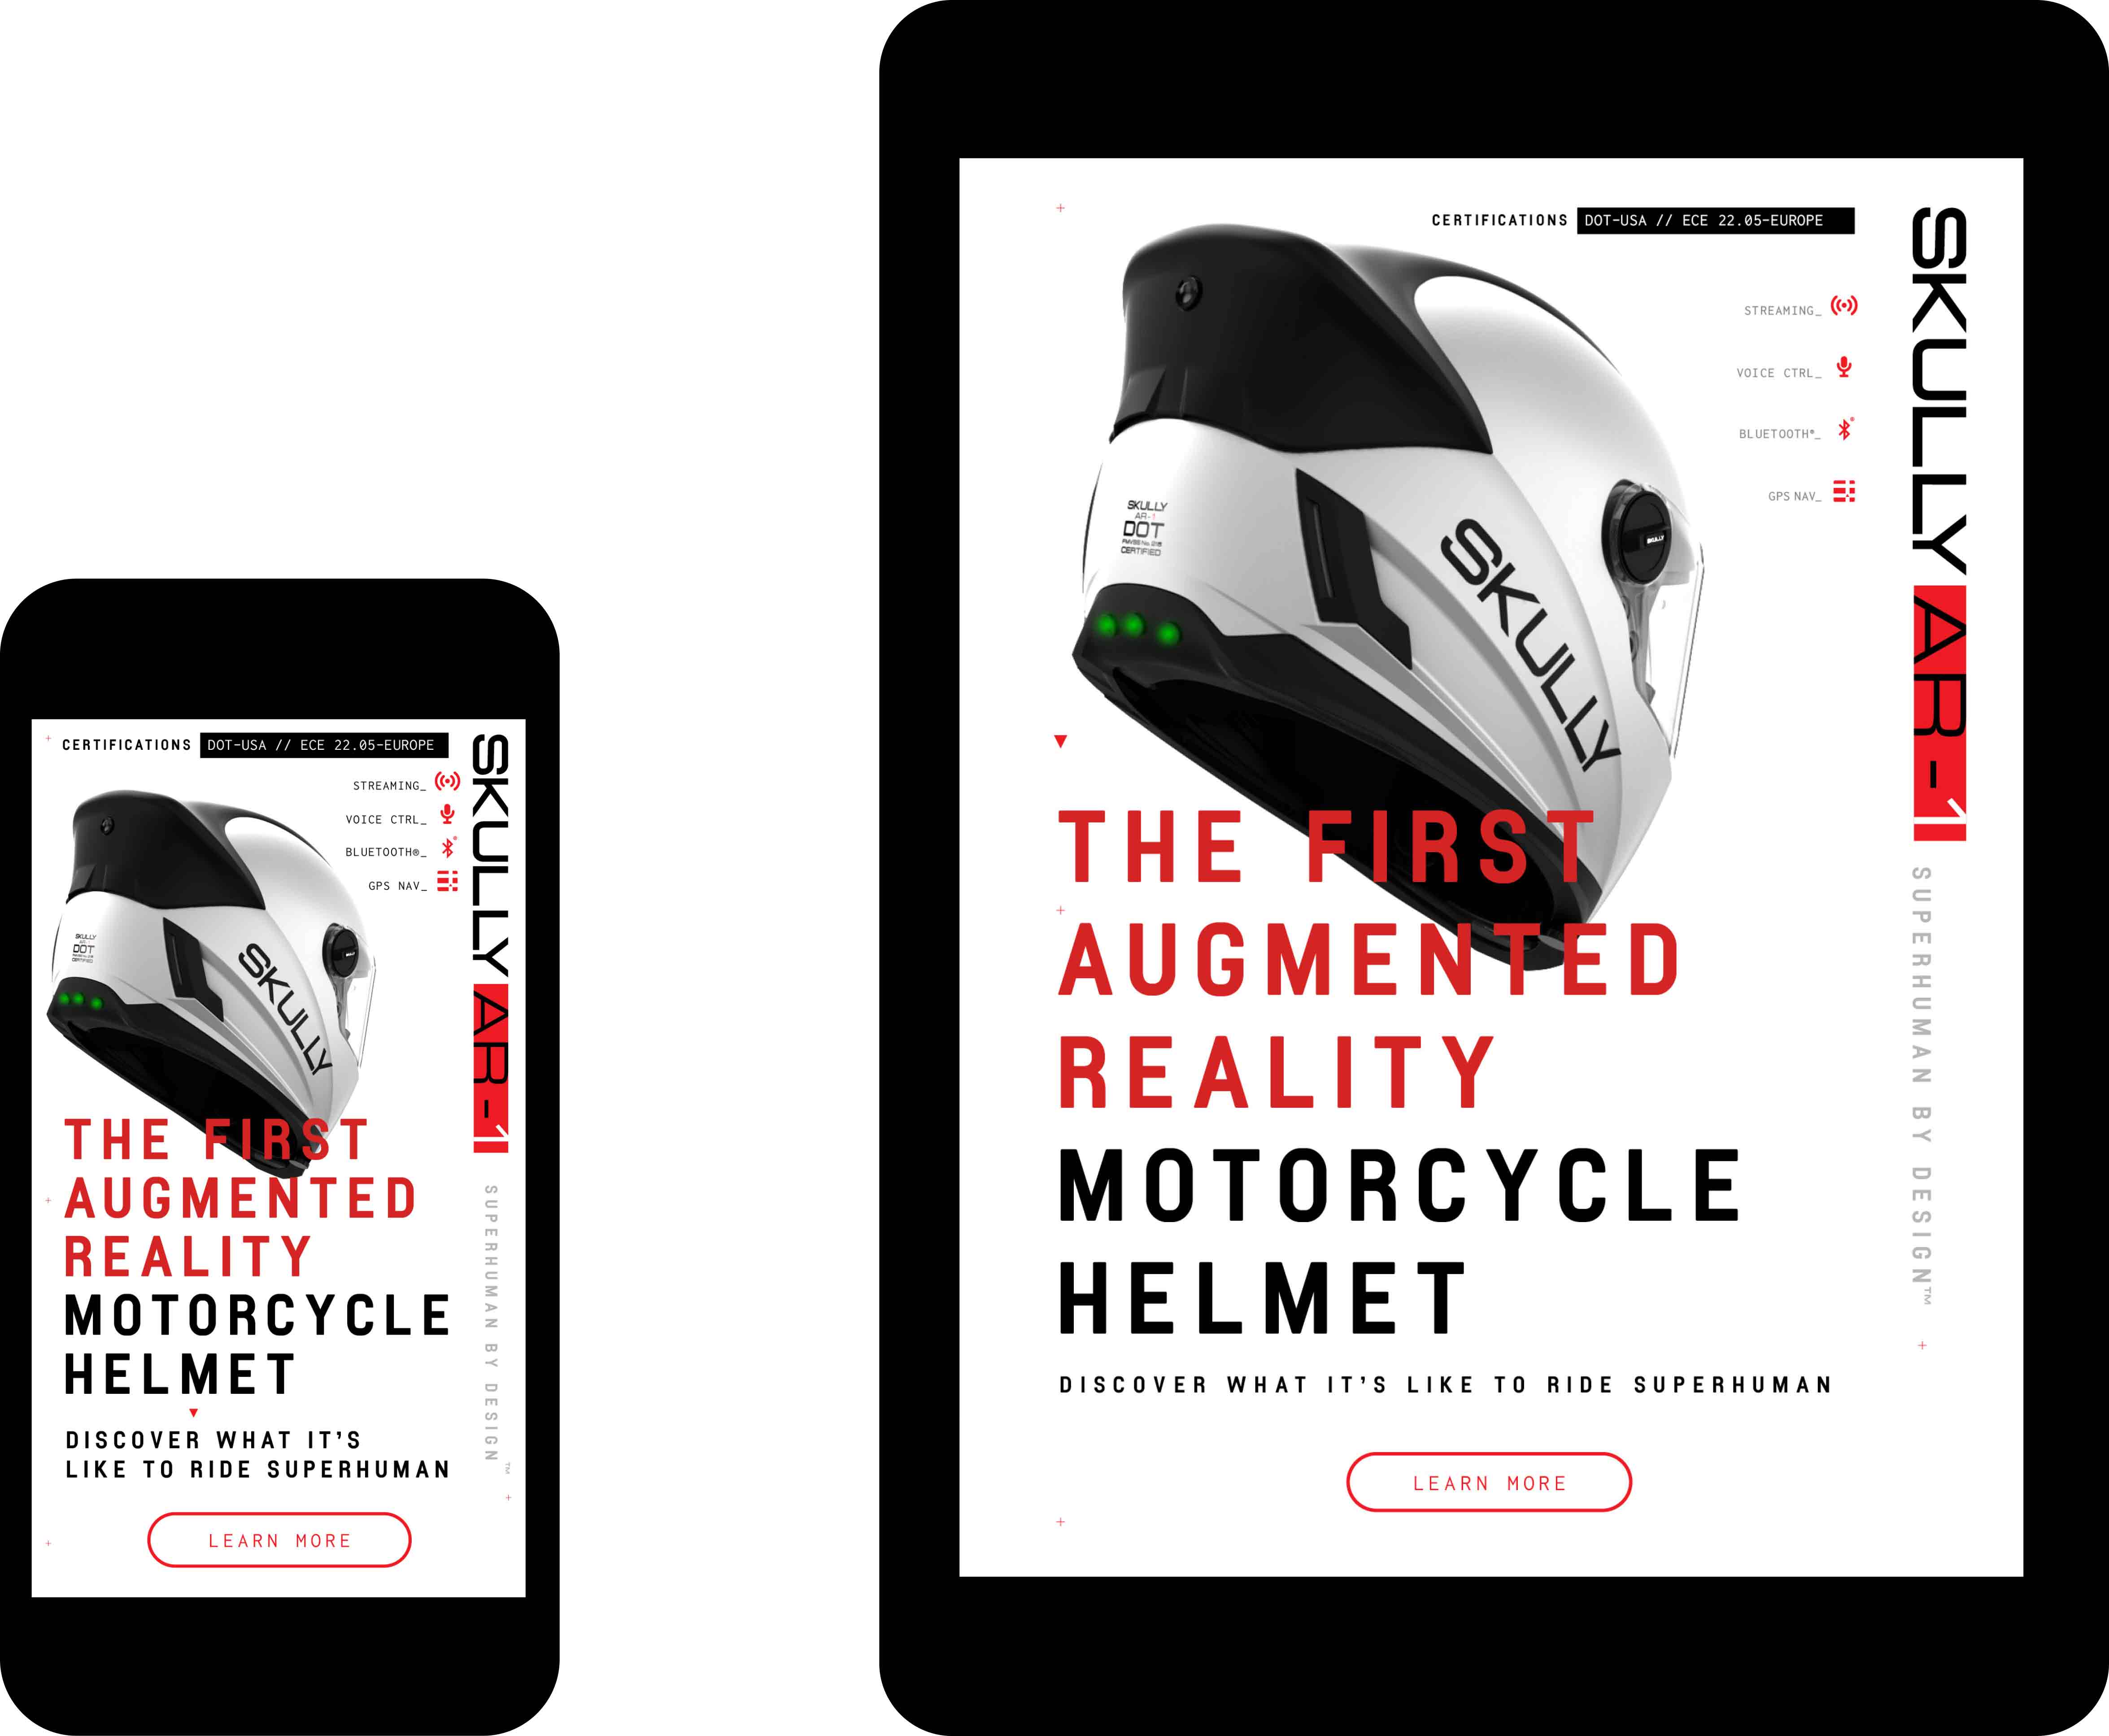 CERTIFICATIONS DOT-USA // ECE 22.05-EUROPE
STREAMING_
VOICE CTRL_
BLUETOOTH®_
GPS NAV_
SKULLY AR-1
SUPERHUMAN BY DESIGN™
SKULLY
AR-1
DOT
CERTIFIED
SKULLY
THE FIRST
AUGMENTED
REALITY
MOTORCYCLE
HELMET
DISCOVER WHAT IT’S
LIKE TO RIDE SUPERHUMAN
LEARN MORE
CERTIFICATIONS DOT-USA // ECE 22.05-EUROPE
STREAMING_
VOICE CTRL_
BLUETOOTH®_
GPS NAV_
SKULLY AR-1
SUPERHUMAN BY DESIGN™
SKULLY
AR-1
DOT
FMVSS No. 218
CERTIFIED
SKULLY
SKULLY
THE FIRST
AUGMENTED
REALITY
MOTORCYCLE
HELMET
DISCOVER WHAT IT’S LIKE TO RIDE SUPERHUMAN
LEARN MORE